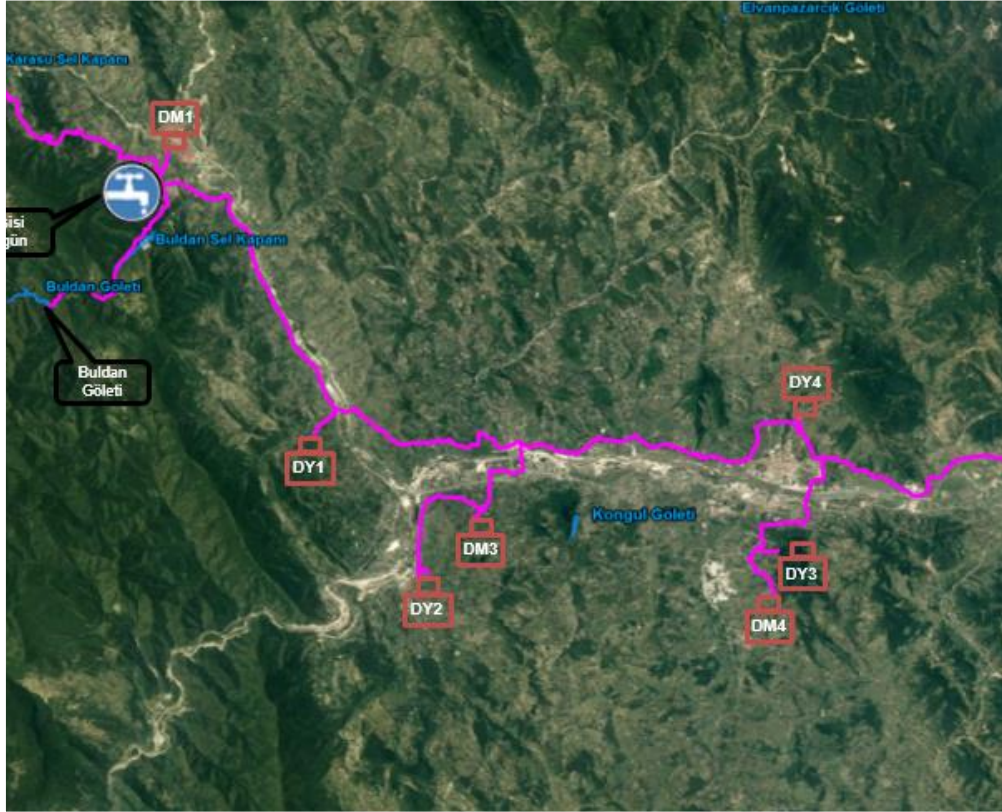 Elvanpazarcık Göleti
Karasu Sel Kapanı
DM1
Buldan Sel Kapanı
Buldan Göleti
Buldan
Göleti
DY4
DY1
Kongul Göleti
DM3
DY3
DY2
DM4